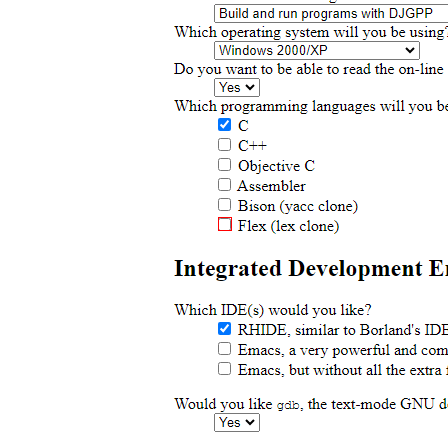 Build and run programs with DJGPP
Which operating system will you be using?
Windows 2000/XP
Do you want to be able to read the on-line
Yes
Which programming languages will you be
C
C++
Objective C
Assembler
Bison (yacc clone)
Flex (lex clone)
Integrated Development
Which IDE(s) would you like?
RHIDE, similar to Borland's IDE
Emacs, a very powerful and com
Emacs, but without all the extra
Would you like gdb, the text-mode GNU
Yes